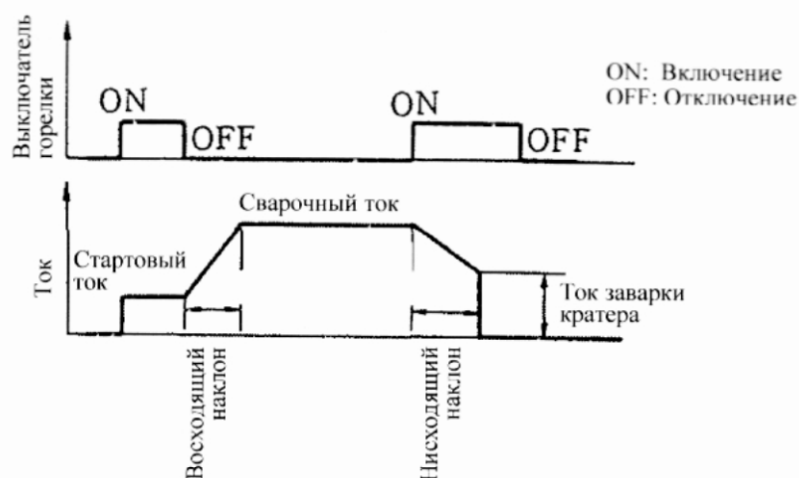 Выключатель
горелки
ON
OFF
ON
OFF
ON: Включение
OFF: Отключение
Ток
Стартовый
ток
Сварочный ток
Ток заварки
кратера
Восходящий
наклон
Нисходящий
наклон